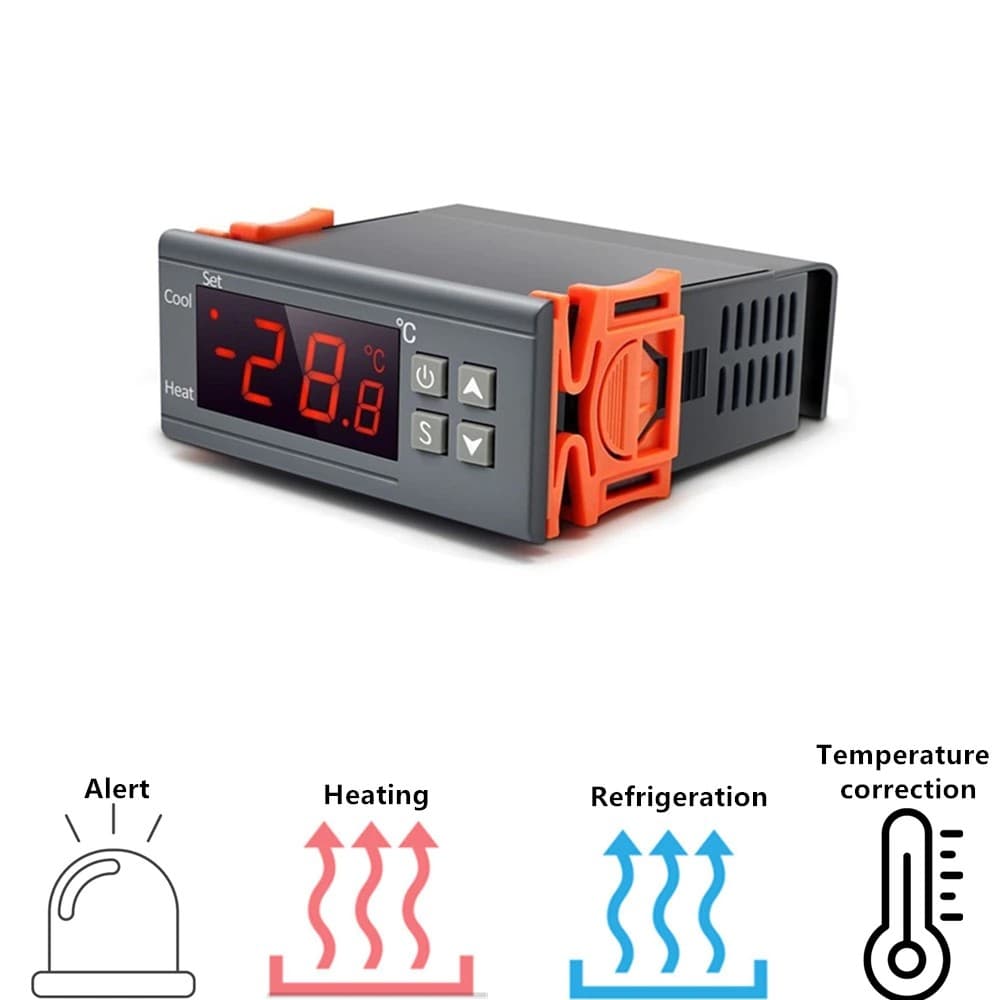 Set
Cool
°C
-28.8 °C
Heat
S
Alert
Heating
Refrigeration
Temperature
correction